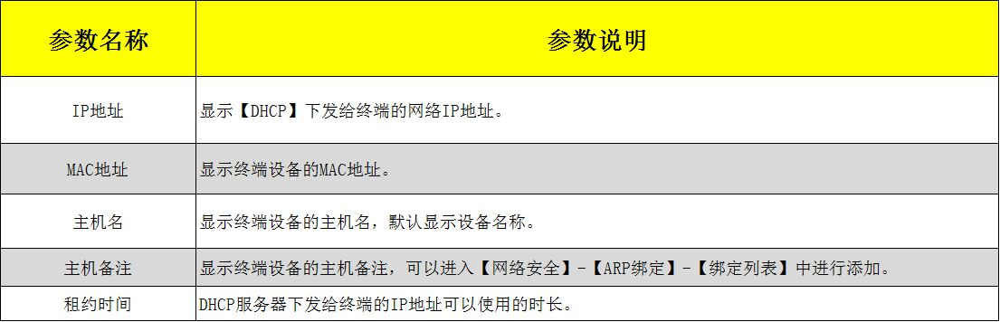 参数名称 参数说明
IP地址 显示【DHCP】下发给终端的网络IP地址。
MAC地址 显示终端设备的MAC地址。
主机名 显示终端设备的主机名，默认显示设备名称。
主机备注 显示终端设备的主机备注，可以进入【网络安全】-【ARP绑定】-【绑定列表】中进行添加。
租约时间 DHCP服务器下发给终端的IP地址可以使用的时长。